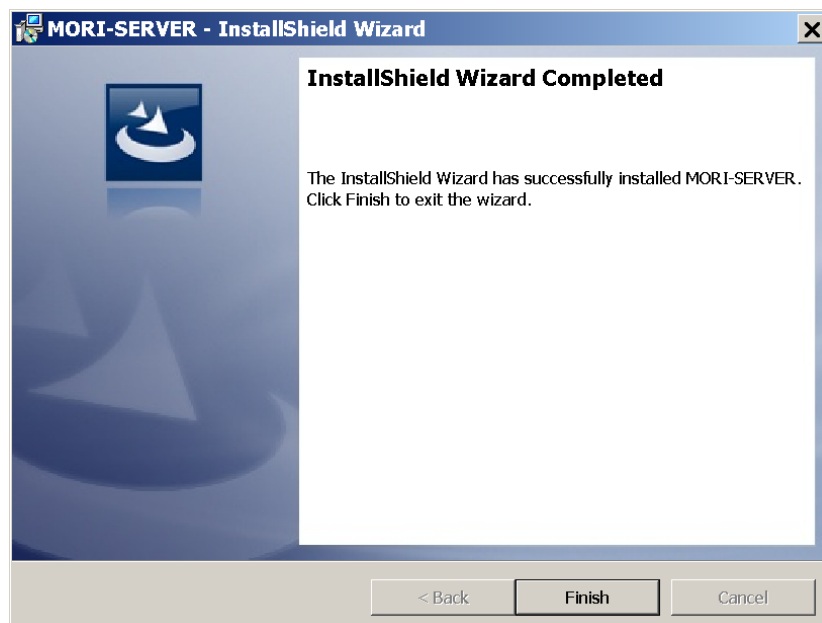 MORI-SERVER - InstallShield Wizard
InstallShield Wizard Completed
The InstallShield Wizard has successfully installed MORI-SERVER.
Click Finish to exit the wizard.
< Back
Finish
Cancel